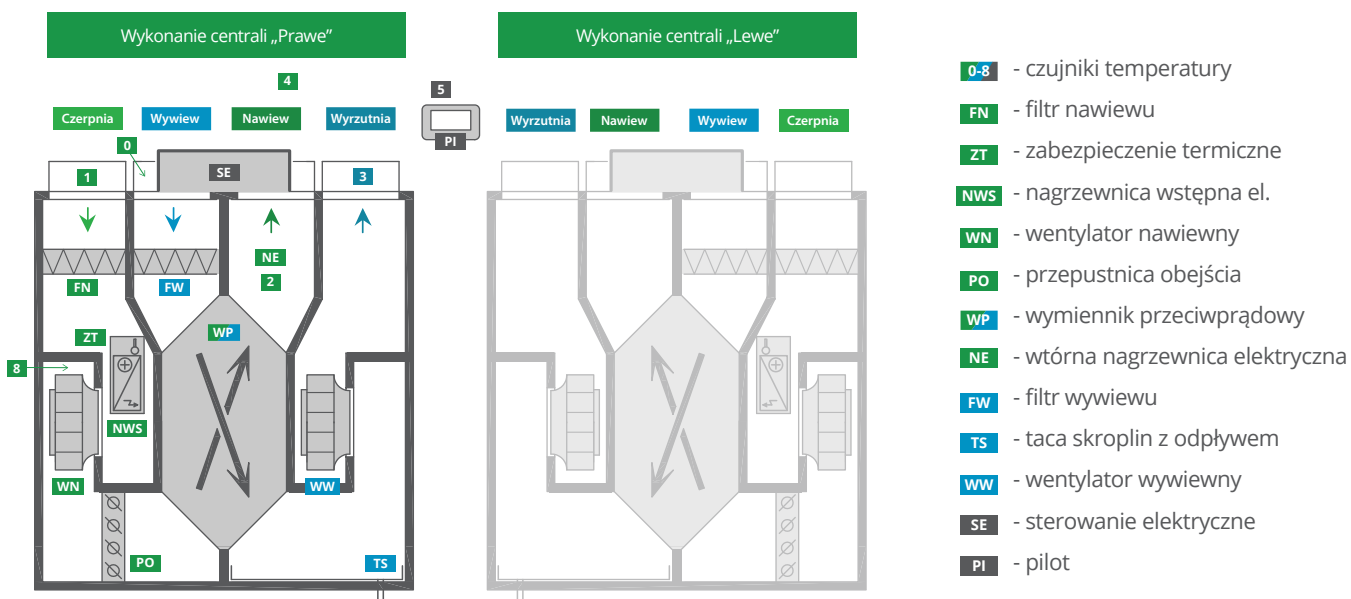 Wykonanie centrali „Prawe”
Wykonanie centrali „Lewe”
4
5
Czerpnia
Wywiew
Nawiew
Wyrzutnia
PI
Wyrzutnia
Nawiew
Wywiew
Czerpnia
0
1
SE
3
NE
2
FN
FW
ZT
WP
8
NWS
WN
WW
PO
TS
0-8 - czujniki temperatury
FN - filtr nawiewu
ZT - zabezpieczenie termiczne
NWS - nagrzewnica wstępna el.
WN - wentylator nawiewny
PO - przepustnica obejścia
WP - wymiennik przeciwprądowy
NE - wtórna nagrzewnica elektryczna
FW - filtr wywiewu
TS - taca skroplin z odpływem
WW - wentylator wywiewny
SE - sterowanie elektryczne
PI - pilot